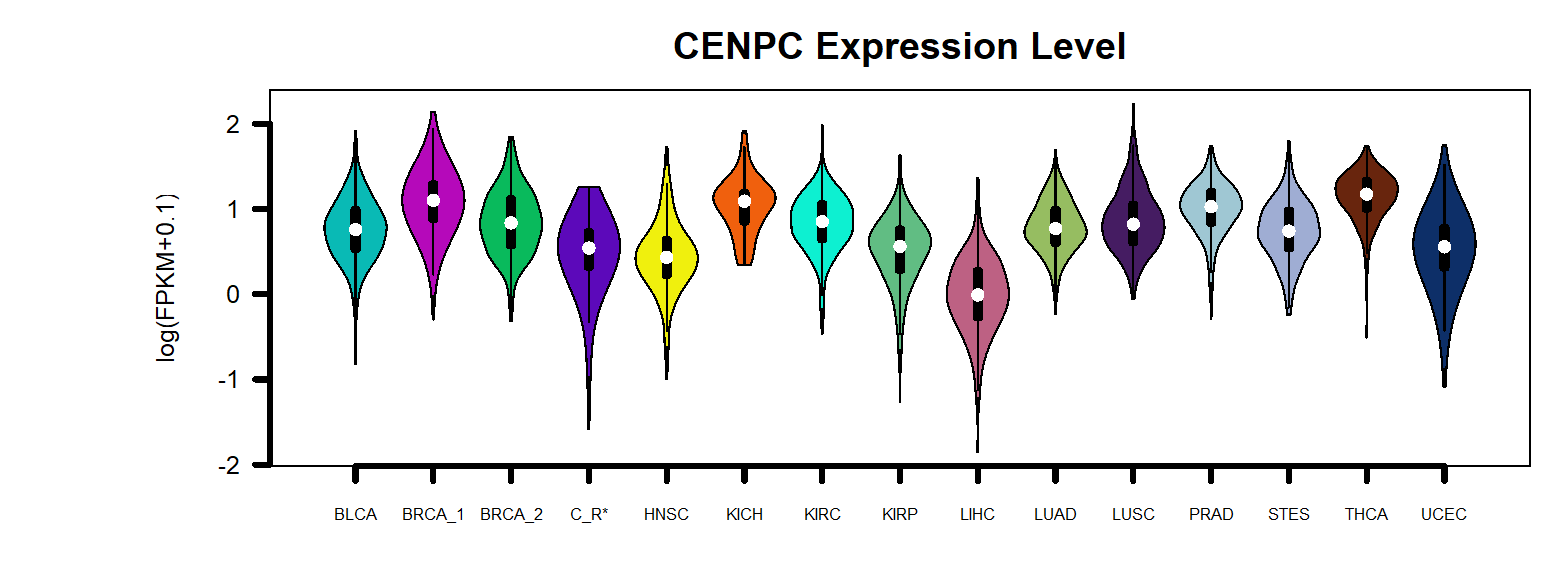 CENPC Expression Level
log(FPKM+0.1)
2
1
0
-1
-2
BLCA BRCA_1 BRCA_2 C_R* HNSC KICH KIRC KIRP LIHC LUAD LUSC PRAD STES THCA UCEC